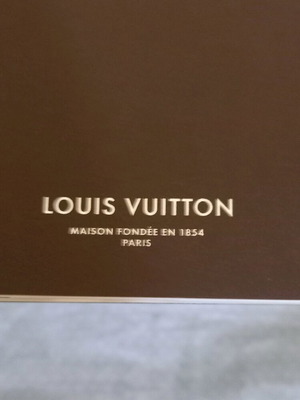 LOUIS VUITTON
MAISON FONDÉE EN 1854
PARIS